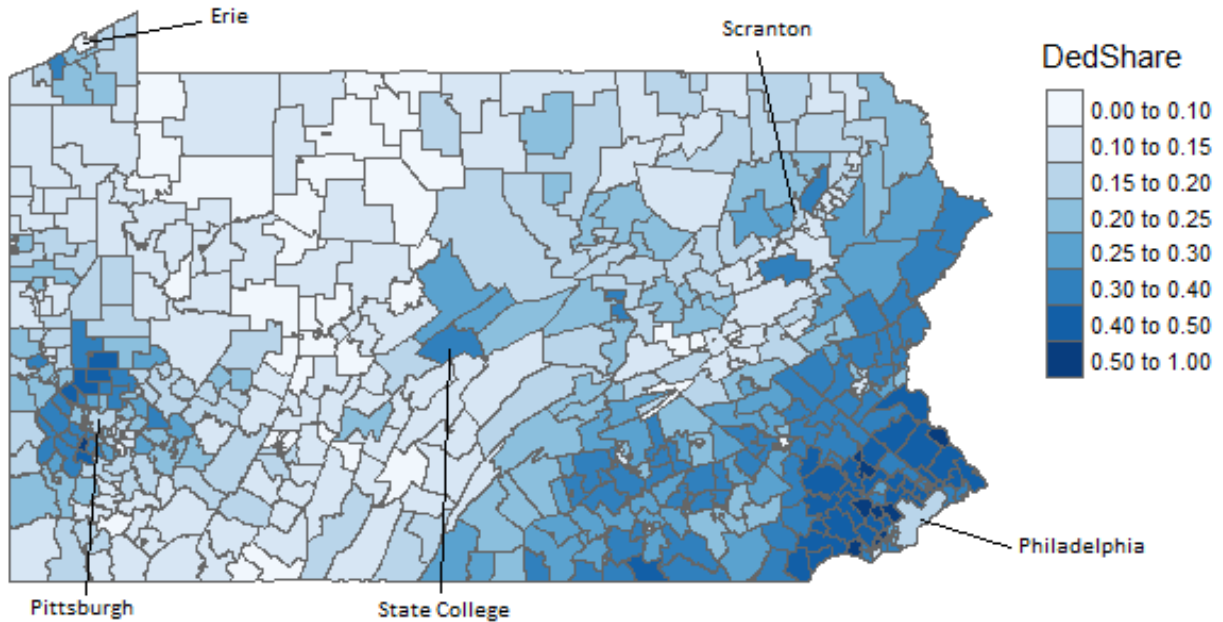 Erie
Scranton
DedShare
0.00 to 0.10
0.10 to 0.15
0.15 to 0.20
0.20 to 0.25
0.25 to 0.30
0.30 to 0.40
0.40 to 0.50
0.50 to 1.00
Philadelphia
Pittsburgh
State College